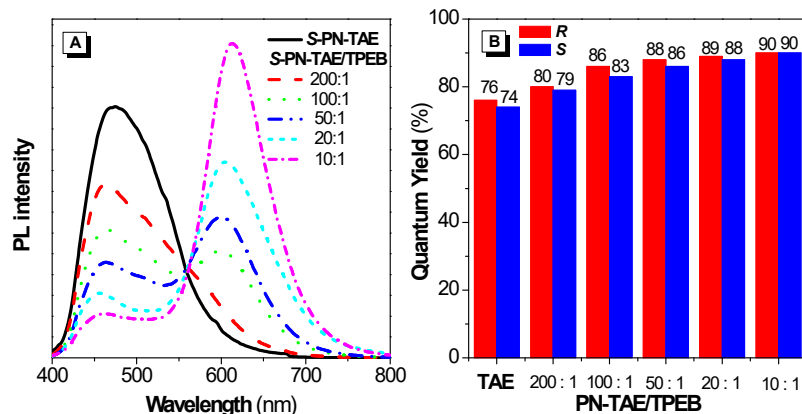 A
S-PN-TAE
S-PN-TAE/TPEB
200:1
100:1
50:1
20:1
10:1
PL intensity
400 500 600 700 800
Wavelength (nm)
B
R
S
100
80
60
40
20
0
Quantum Yield (%)
76 74 80 79 86 83 88 86 89 88 90 90
TAE 200 : 1 100 : 1 50 : 1 20 : 1 10 : 1
PN-TAE/TPEB